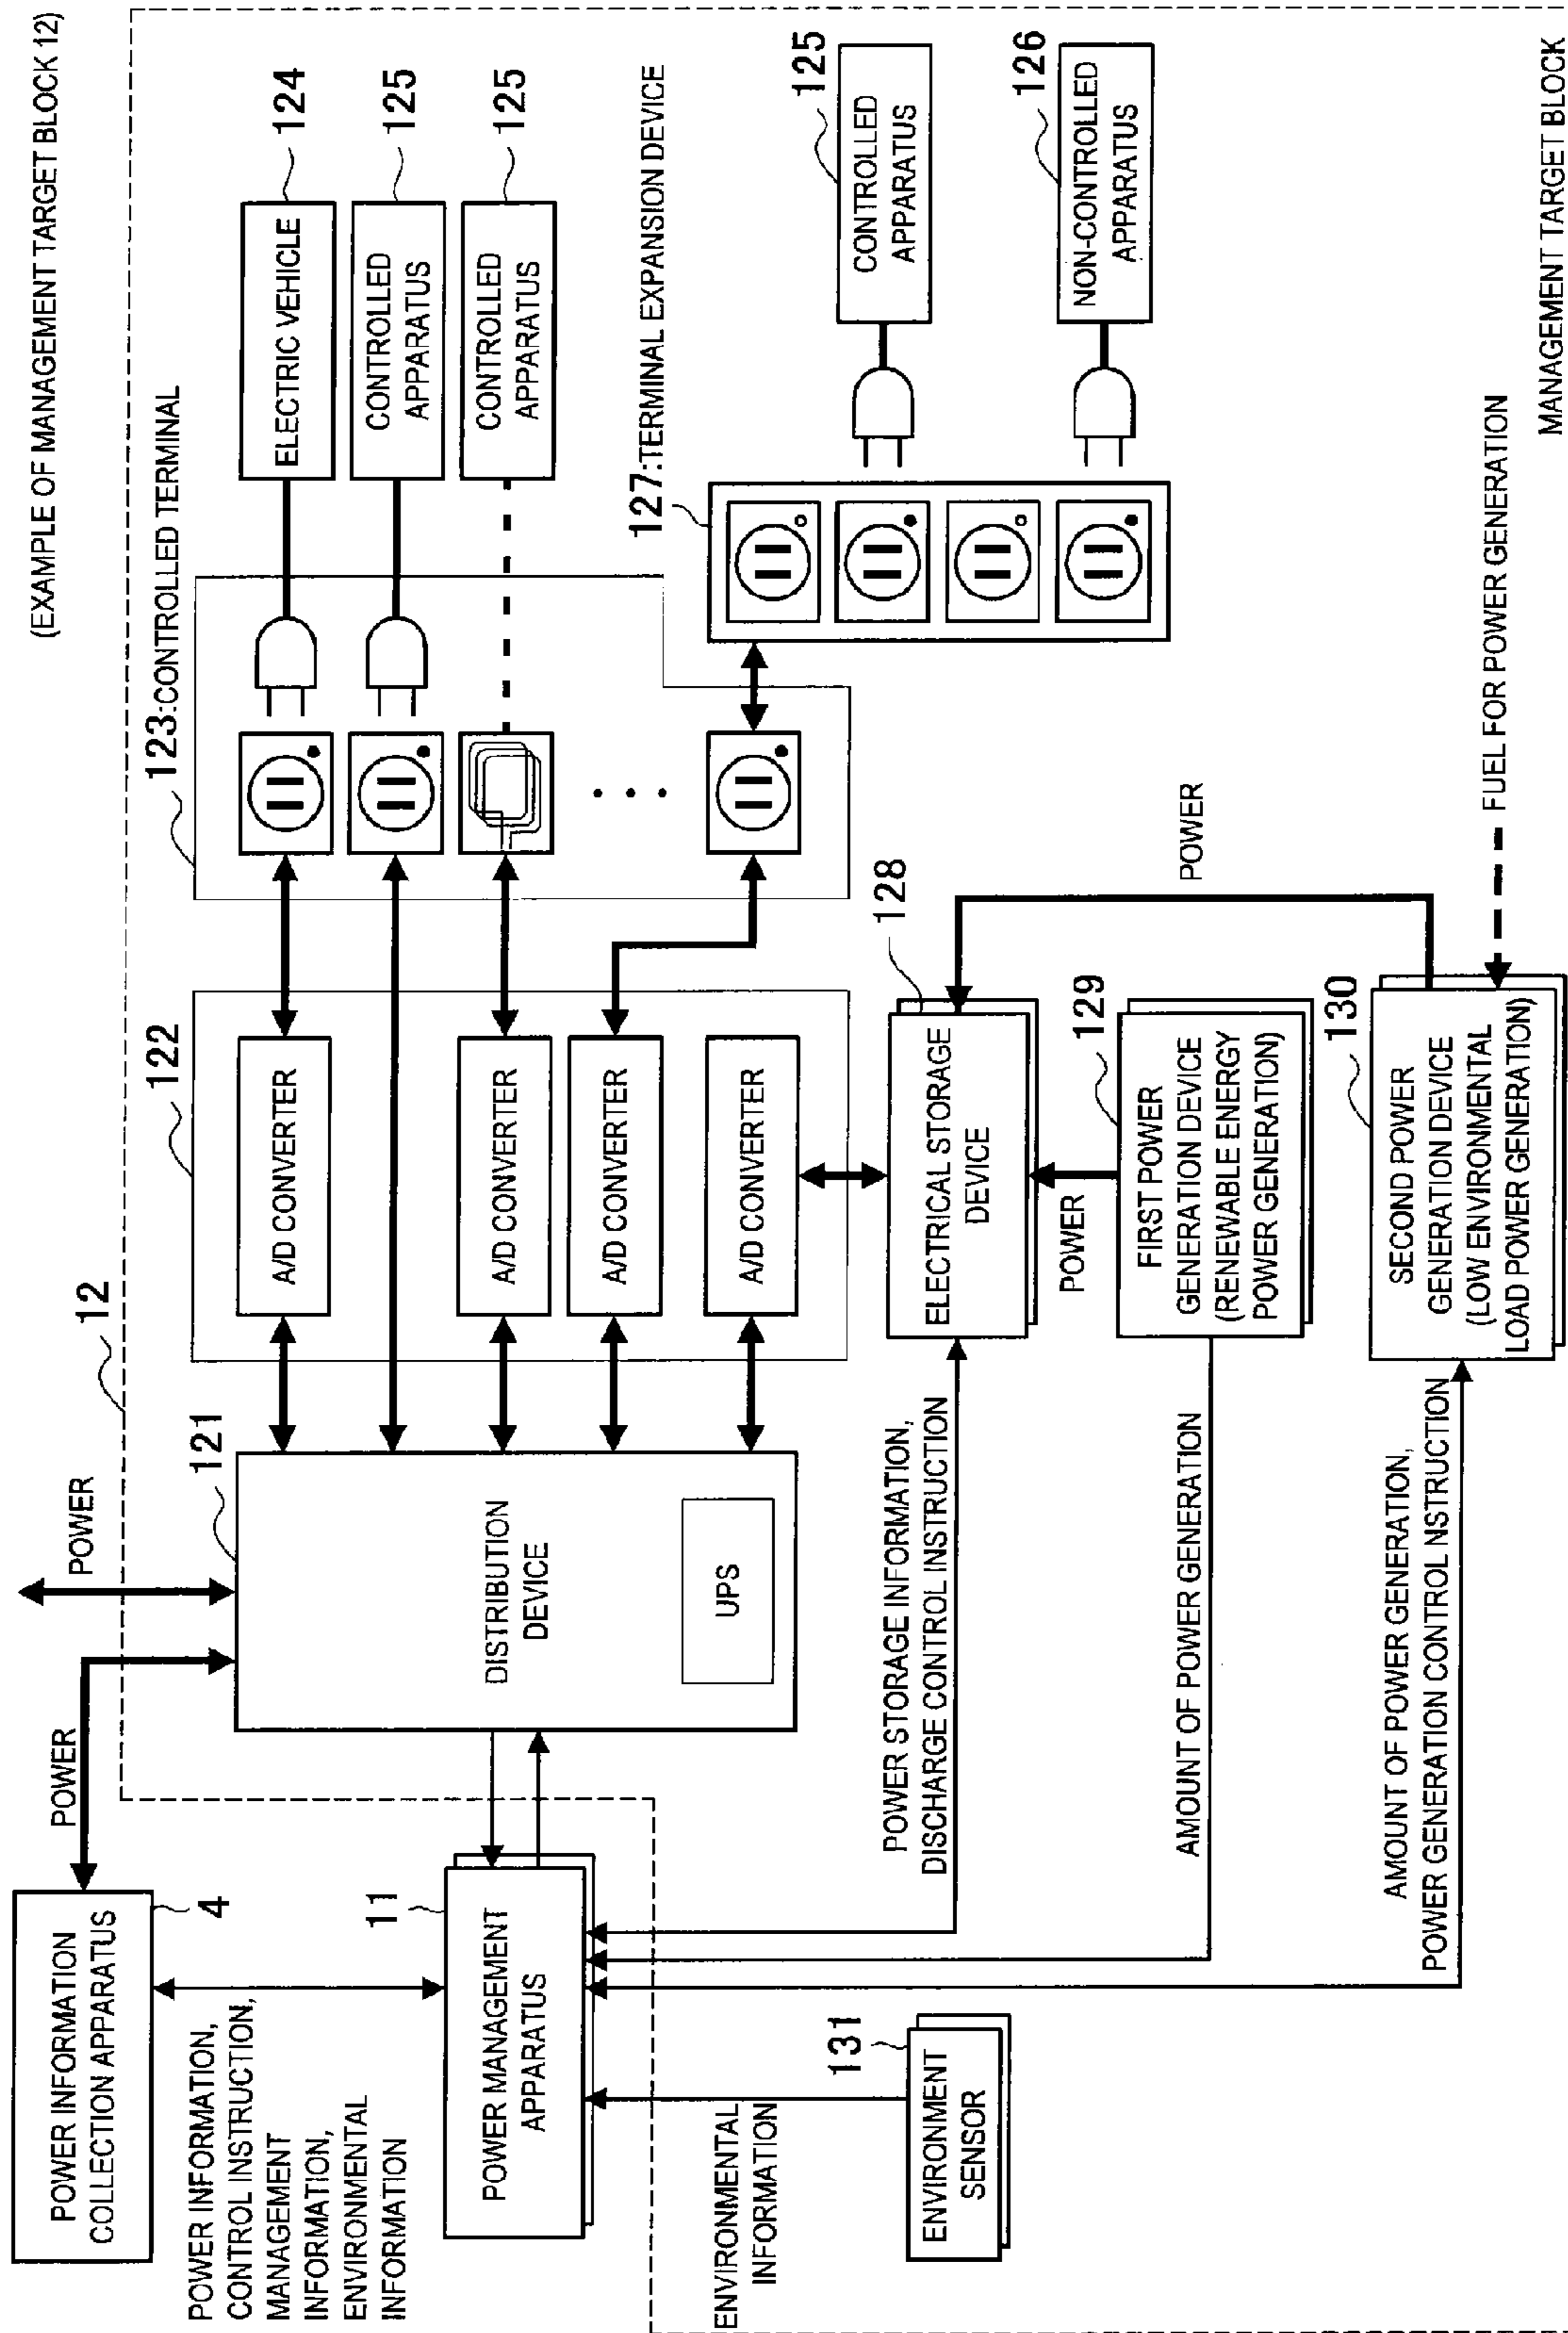 (EXAMPLE OF MANAGEMENT TARGET BLOCK 12)
POWER INFORMATION
COLLECTION APPARATUS
4
POWER
POWER
12
POWER INFORMATION,
CONTROL INSTRUCTION,
MANAGEMENT
INFORMATION,
ENVIRONMENTAL
INFORMATION
11
POWER MANAGEMENT
APPARATUS
121
DISTRIBUTION
DEVICE
UPS
122
A/D CONVERTER
A/D CONVERTER
A/D CONVERTER
A/D CONVERTER
123:CONTROLLED TERMINAL
ELECTRIC VEHICLE
124
CONTROLLED
APPARATUS
125
CONTROLLED
APPARATUS
125
127:TERMINAL EXPANSION DEVICE
CONTROLLED
APPARATUS
125
NON-CONTROLLED
APPARATUS
126
ENVIRONMENTAL
INFORMATION
131
ENVIRONMENT
SENSOR
POWER STORAGE INFORMATION,
DISCHARGE CONTROL INSTRUCTION
128
ELECTRICAL STORAGE
DEVICE
POWER
POWER
AMOUNT OF POWER GENERATION
129
FIRST POWER
GENERATION DEVICE
(RENEWABLE ENERGY
POWER GENERATION)
AMOUNT OF POWER GENERATION,
POWER GENERATION CONTROL INSTRUCTION
130
SECOND POWER
GENERATION DEVICE
(LOW ENVIRONMENTAL
LOAD POWER GENERATION)
FUEL FOR POWER GENERATION
MANAGEMENT TARGET BLOCK